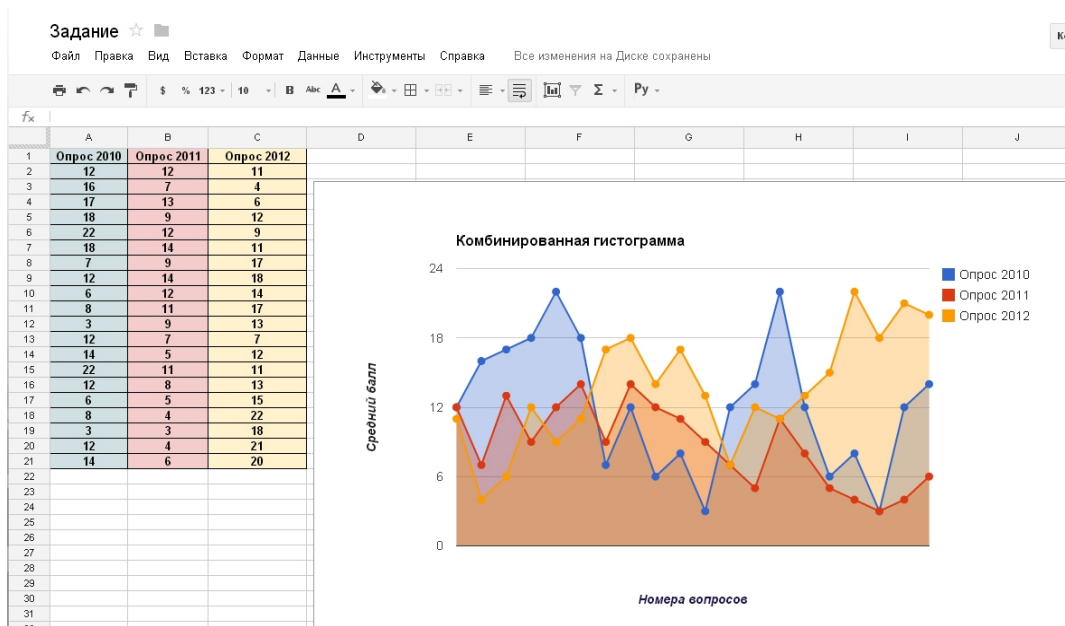 Задание
Файл Правка Вид Вставка Формат Данные Инструменты Справка Все изменения на Диске сохранены
$ % 123 10 B Abc A Σ Ру
fx
A B C D E F G H I J
1 Опрос 2010 Опрос 2011 Опрос 2012
2 12 12 11
3 16 7 4
4 17 13 6
5 18 9 12
6 22 12 9
7 18 14 11
8 7 9 17
9 12 14 18
10 6 12 14
11 8 11 17
12 3 9 13
13 12 7 7
14 14 5 12
15 22 11 11
16 12 8 13
17 6 5 15
18 8 4 22
19 3 3 18
20 12 4 21
21 14 6 20
22
23
24
25
26
27
28
29
30
31
Комбинированная гистограмма
24
18
12
6
0
Средний балл
Номера вопросов
Опрос 2010
Опрос 2011
Опрос 2012